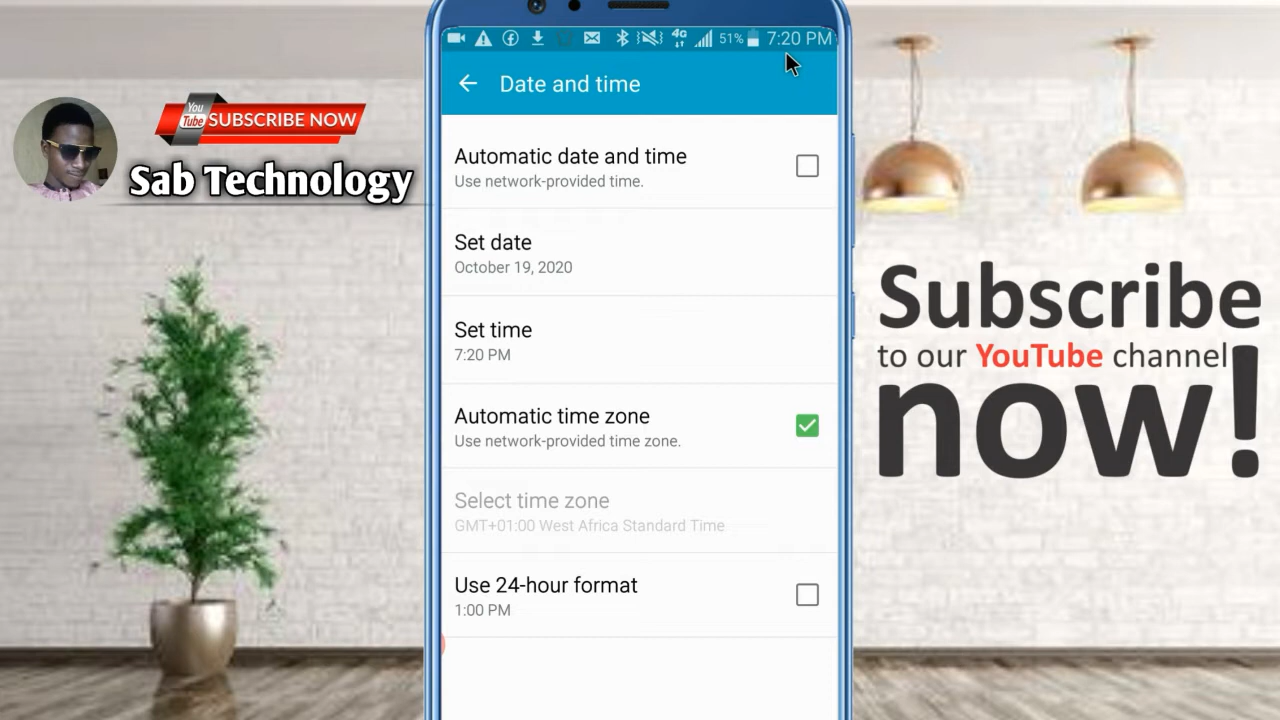 You
Tube
SUBSCRIBE NOW
Sab Technology
4G
51%
7:20 PM
Date and time
Automatic date and time
Use network-provided time.
Set date
October 19, 2020
Set time
7:20 PM
Automatic time zone
Use network-provided time zone.
Select time zone
GMT+01:00 West Africa Standard Time
Use 24-hour format
1:00 PM
Subscribe
to our YouTube channel
now!